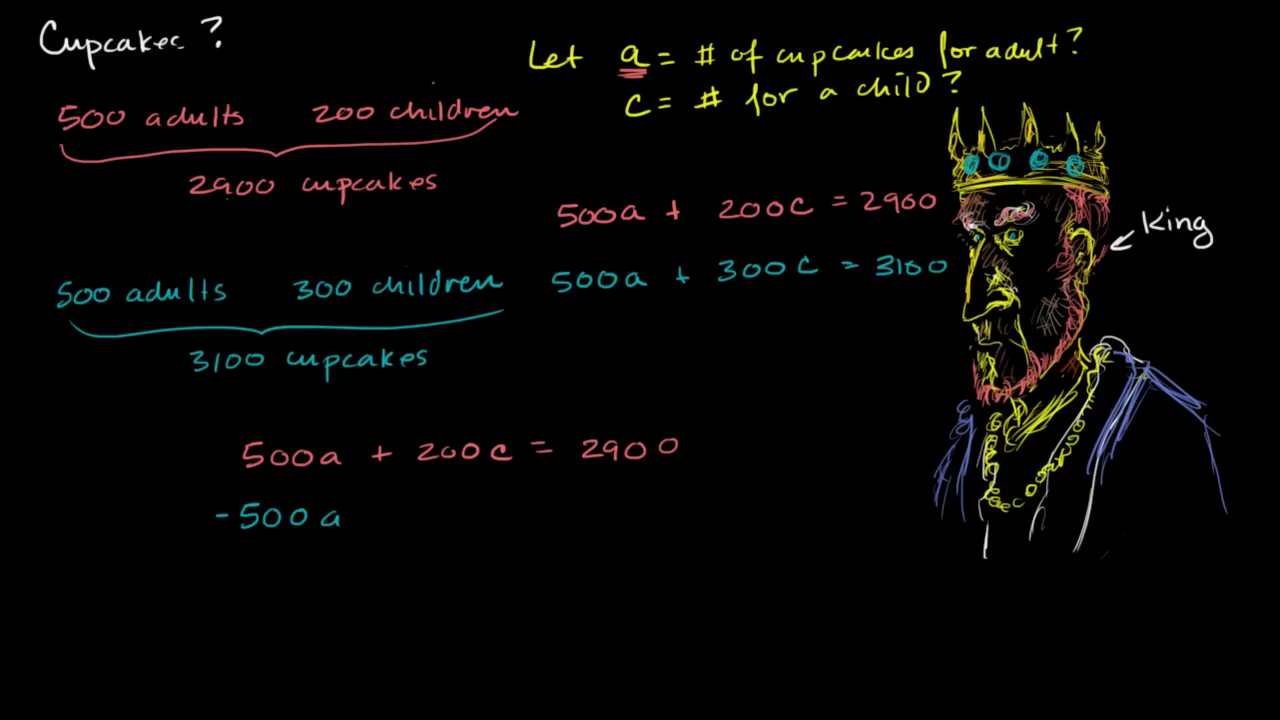 Cupcakes?
Let a = # of cupcakes for adult?
c = # for a child?
500 adults 200 children
2900 cupcakes
500a + 200c = 2900
King
500 adults 300 children
500a + 300c = 3100
3100 cupcakes
500a + 200c = 2900
-500a